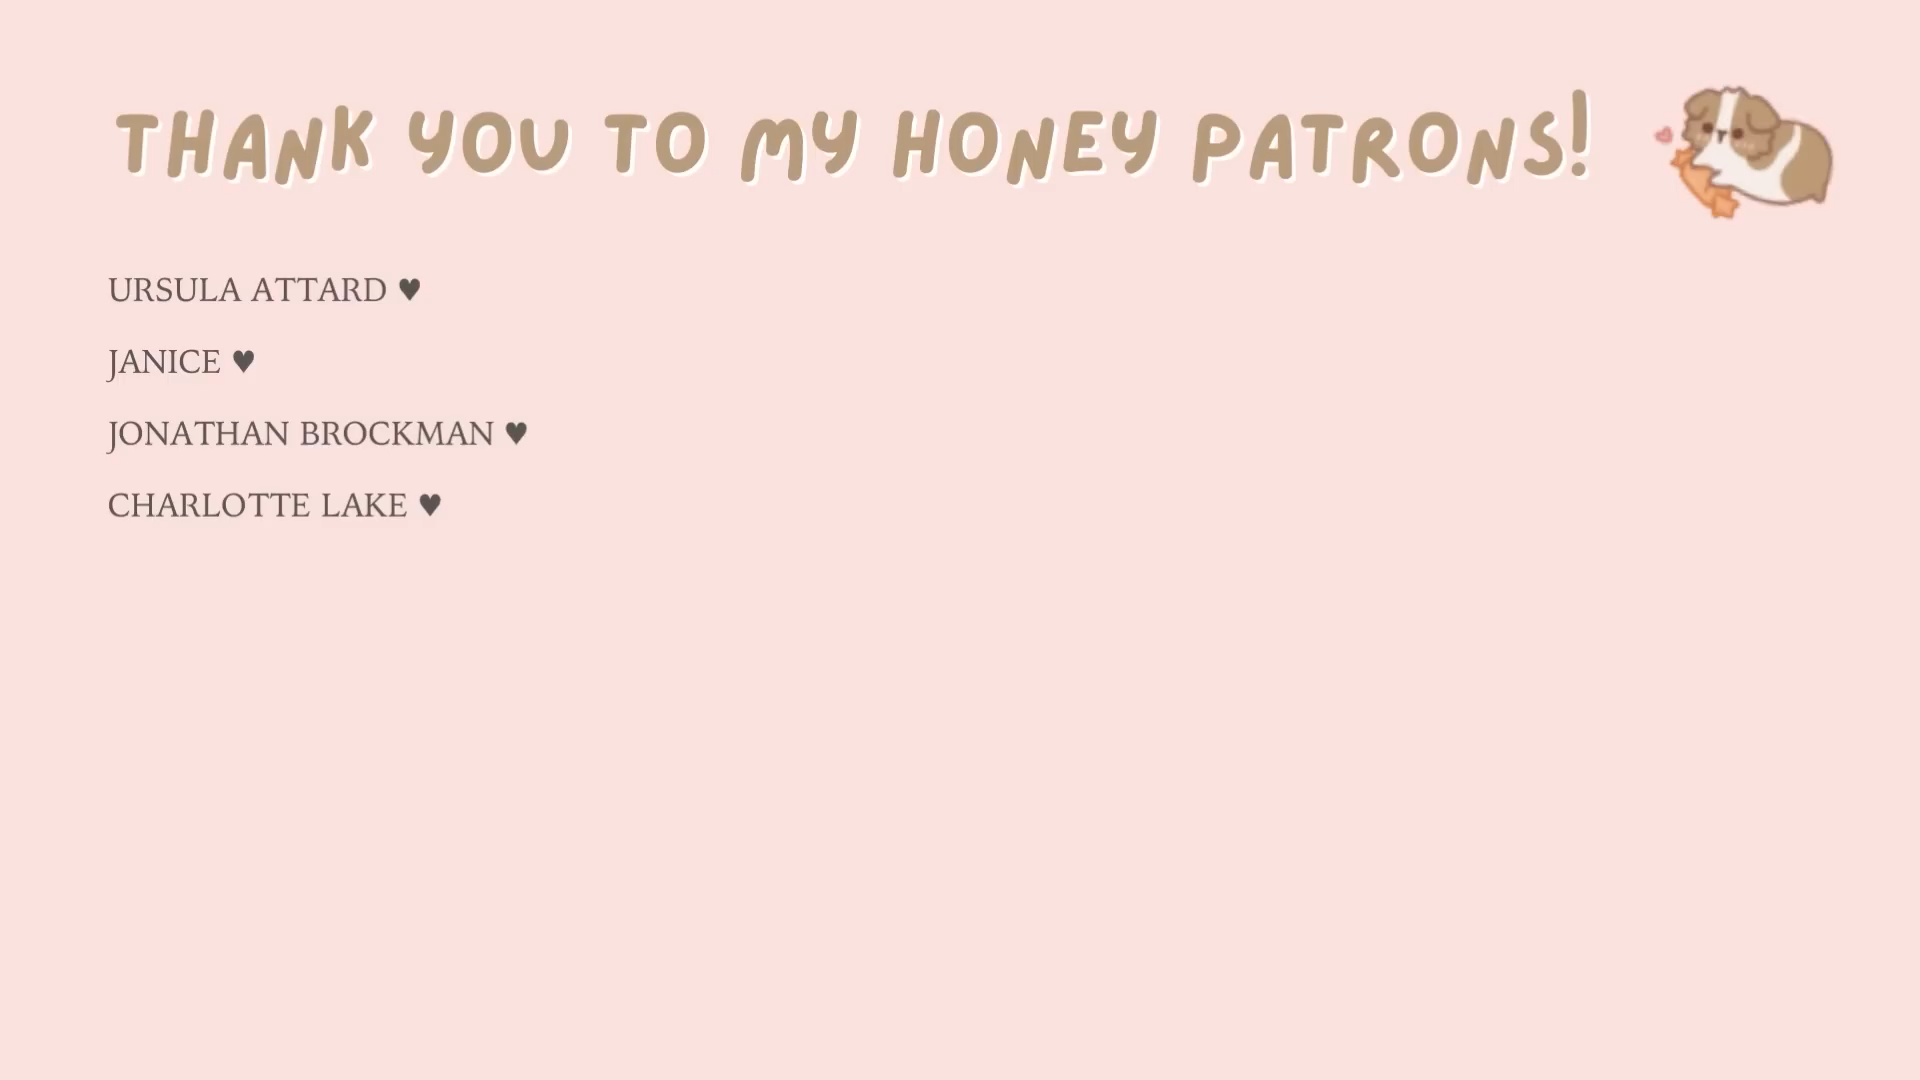 THANK YOU TO MY HONEY PATRONS!
URSULA ATTARD ♥
JANICE ♥
JONATHAN BROCKMAN ♥
CHARLOTTE LAKE ♥